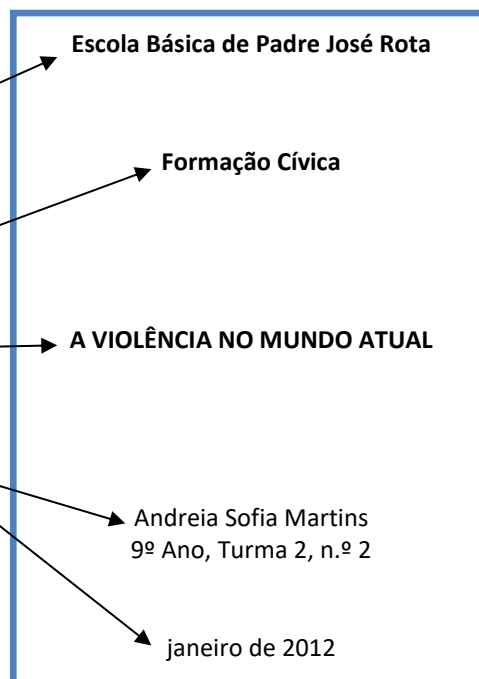 Escola Básica de Padre José Rota
Formação Cívica
A VIOLÊNCIA NO MUNDO ATUAL
Andreia Sofia Martins
9º Ano, Turma 2, n.º 2
janeiro de 2012